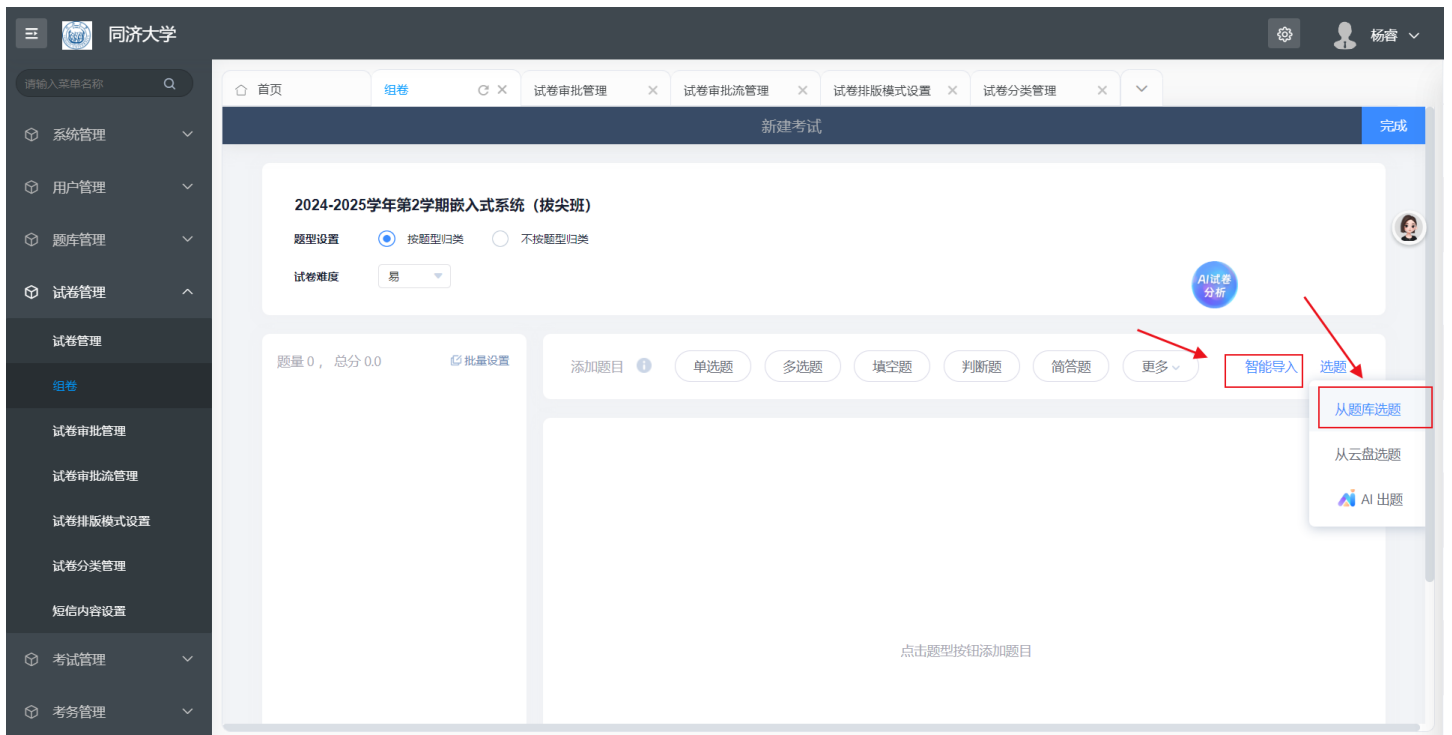 同济大学
杨睿
请输入菜单名称
首页
组卷
试卷审批管理
试卷审批流管理
试卷排版模式设置
试卷分类管理
系统管理
用户管理
题库管理
试卷管理
试卷管理
组卷
试卷审批管理
试卷审批流管理
试卷排版模式设置
试卷分类管理
短信内容设置
考试管理
考务管理
新建考试
完成
2024-2025学年第2学期嵌入式系统（拔尖班）
题型设置 按题型归类 不按题型归类
试卷难度 易
AI试卷
分析
题量 0， 总分 0.0 批量设置
添加题目 单选题 多选题 填空题 判断题 简答题 更多 智能导入 选题
从题库选题
从云盘选题
AI 出题
点击题型按钮添加题目